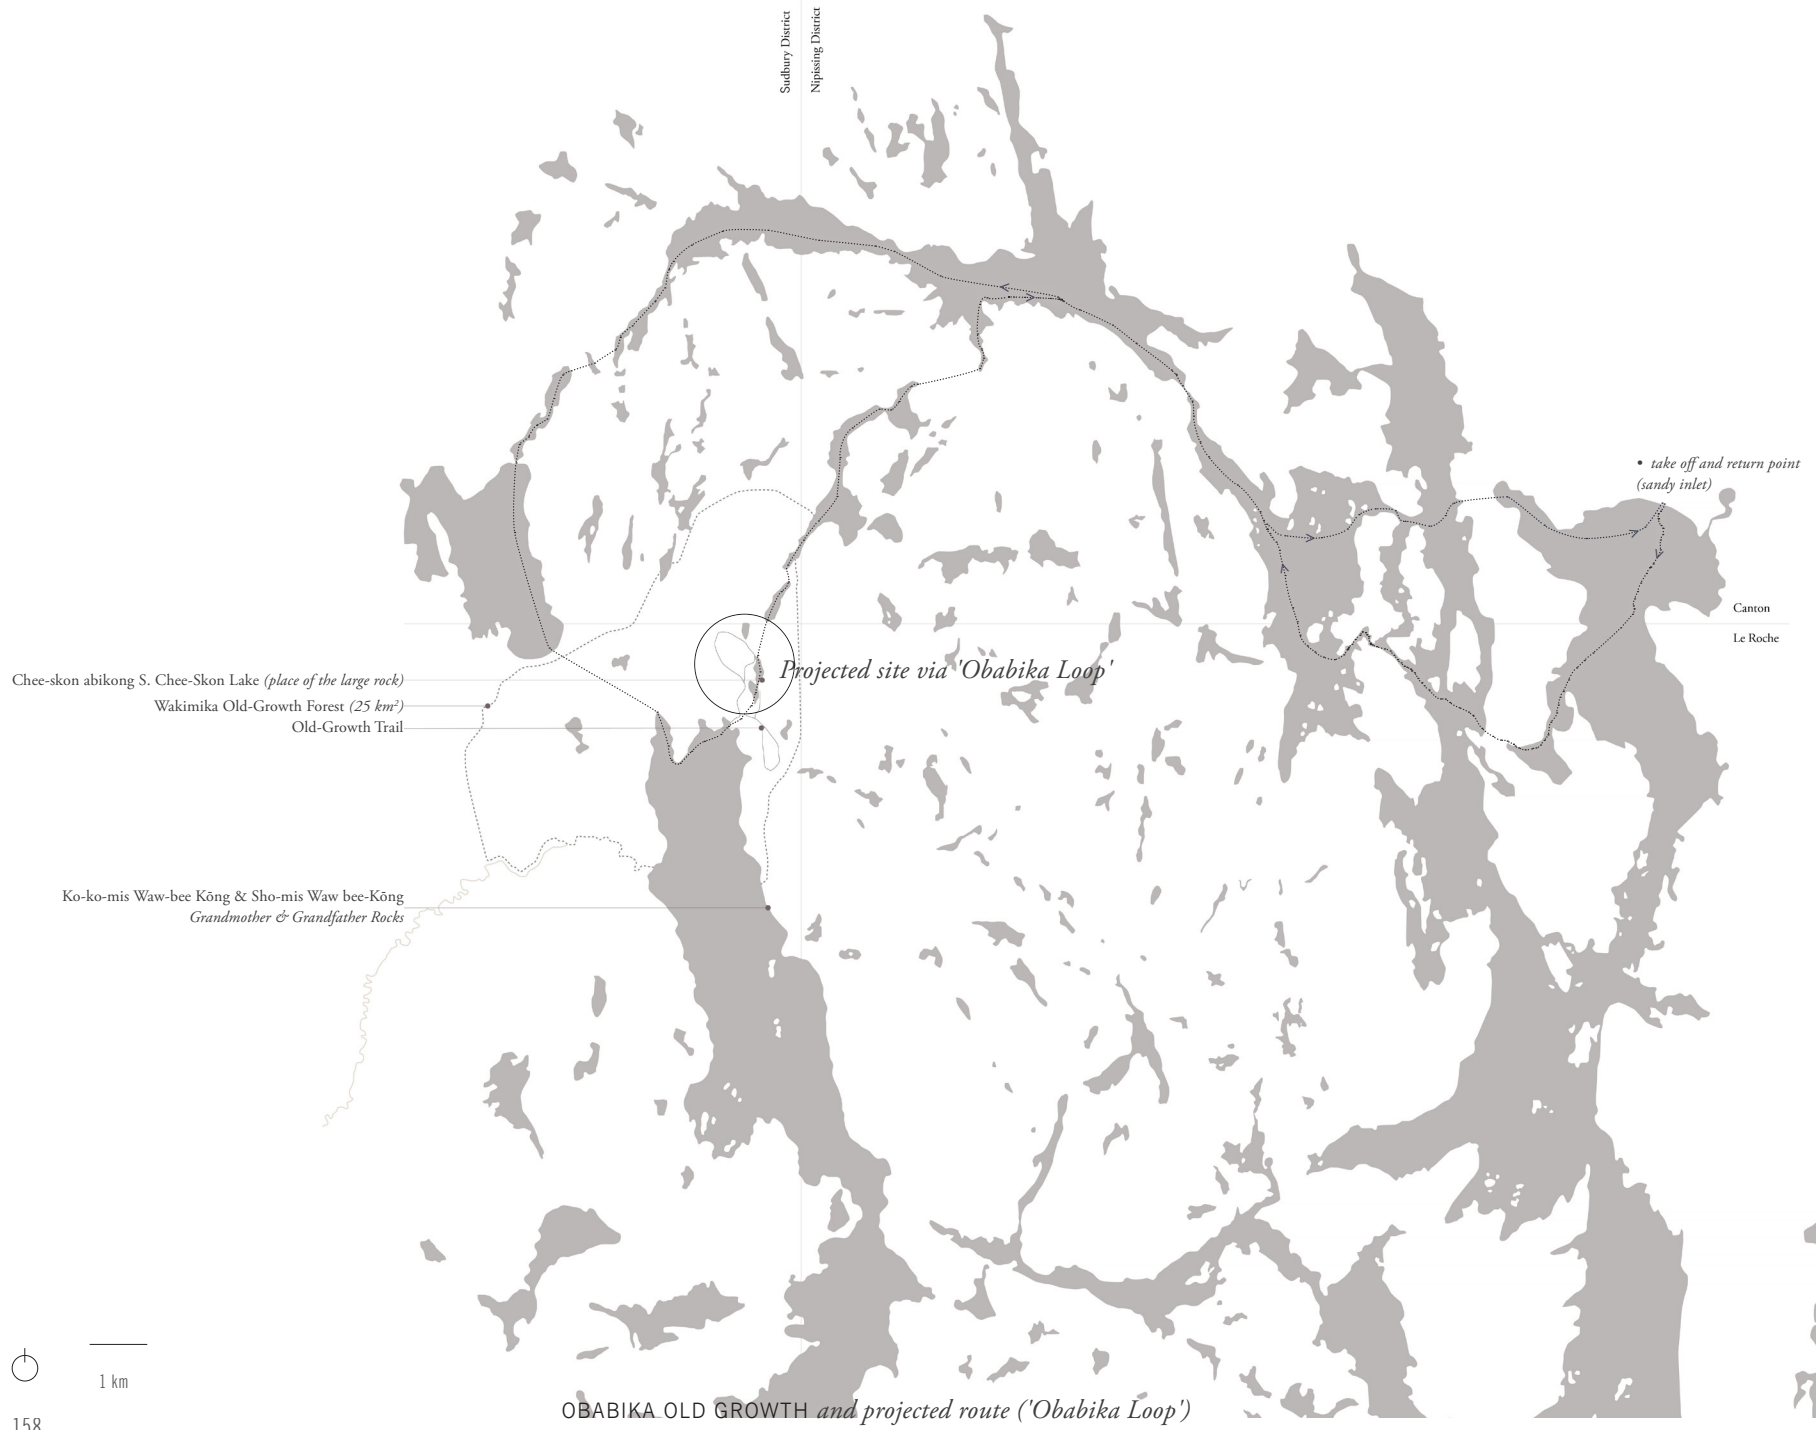 Sudbury District
Nipissing District
• take off and return point
(sandy inlet)
Canton
Le Roche
Projected site via 'Obabika Loop'
Chee-skon abikong S. Chee-Skon Lake (place of the large rock)
Wakimika Old-Growth Forest (25 km²)
Old-Growth Trail
Ko-ko-mis Waw-bee Kōng & Sho-mis Waw bee-Kōng
Grandmother & Grandfather Rocks
1 km
OBABIKA OLD GROWTH and projected route ('Obabika Loop')
158